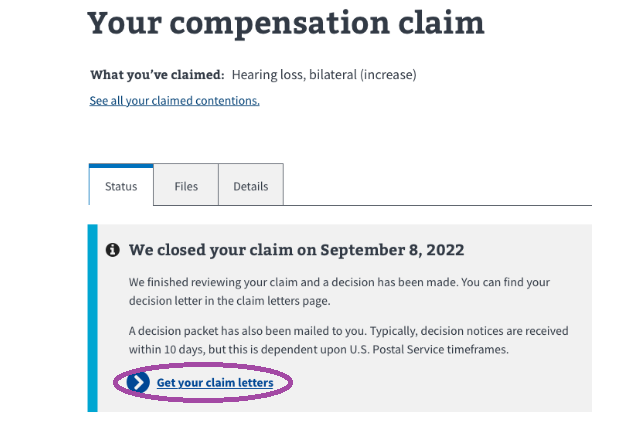 Your compensation claim
What you've claimed: Hearing loss, bilateral (increase)
See all your claimed contentions.
Status
Files
Details
We closed your claim on September 8, 2022
We finished reviewing your claim and a decision has been made. You can find your
decision letter in the claim letters page.
A decision packet has also been mailed to you. Typically, decision notices are received
within 10 days, but this is dependent upon U.S. Postal Service timeframes.
Get your claim letters